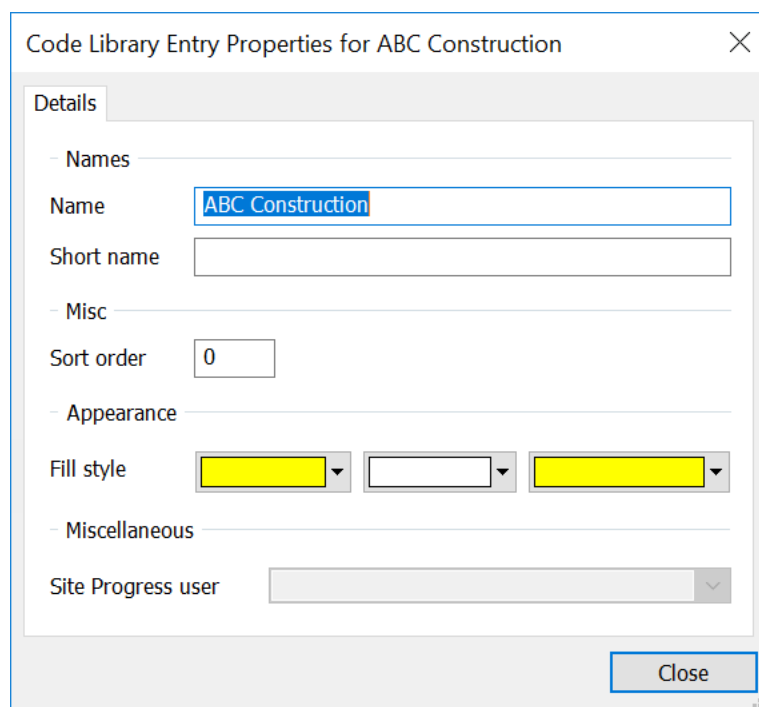 Code Library Entry Properties for ABC Construction
Details
Names
Name ABC Construction
Short name
Misc
Sort order 0
Appearance
Fill style
Miscellaneous
Site Progress user
Close